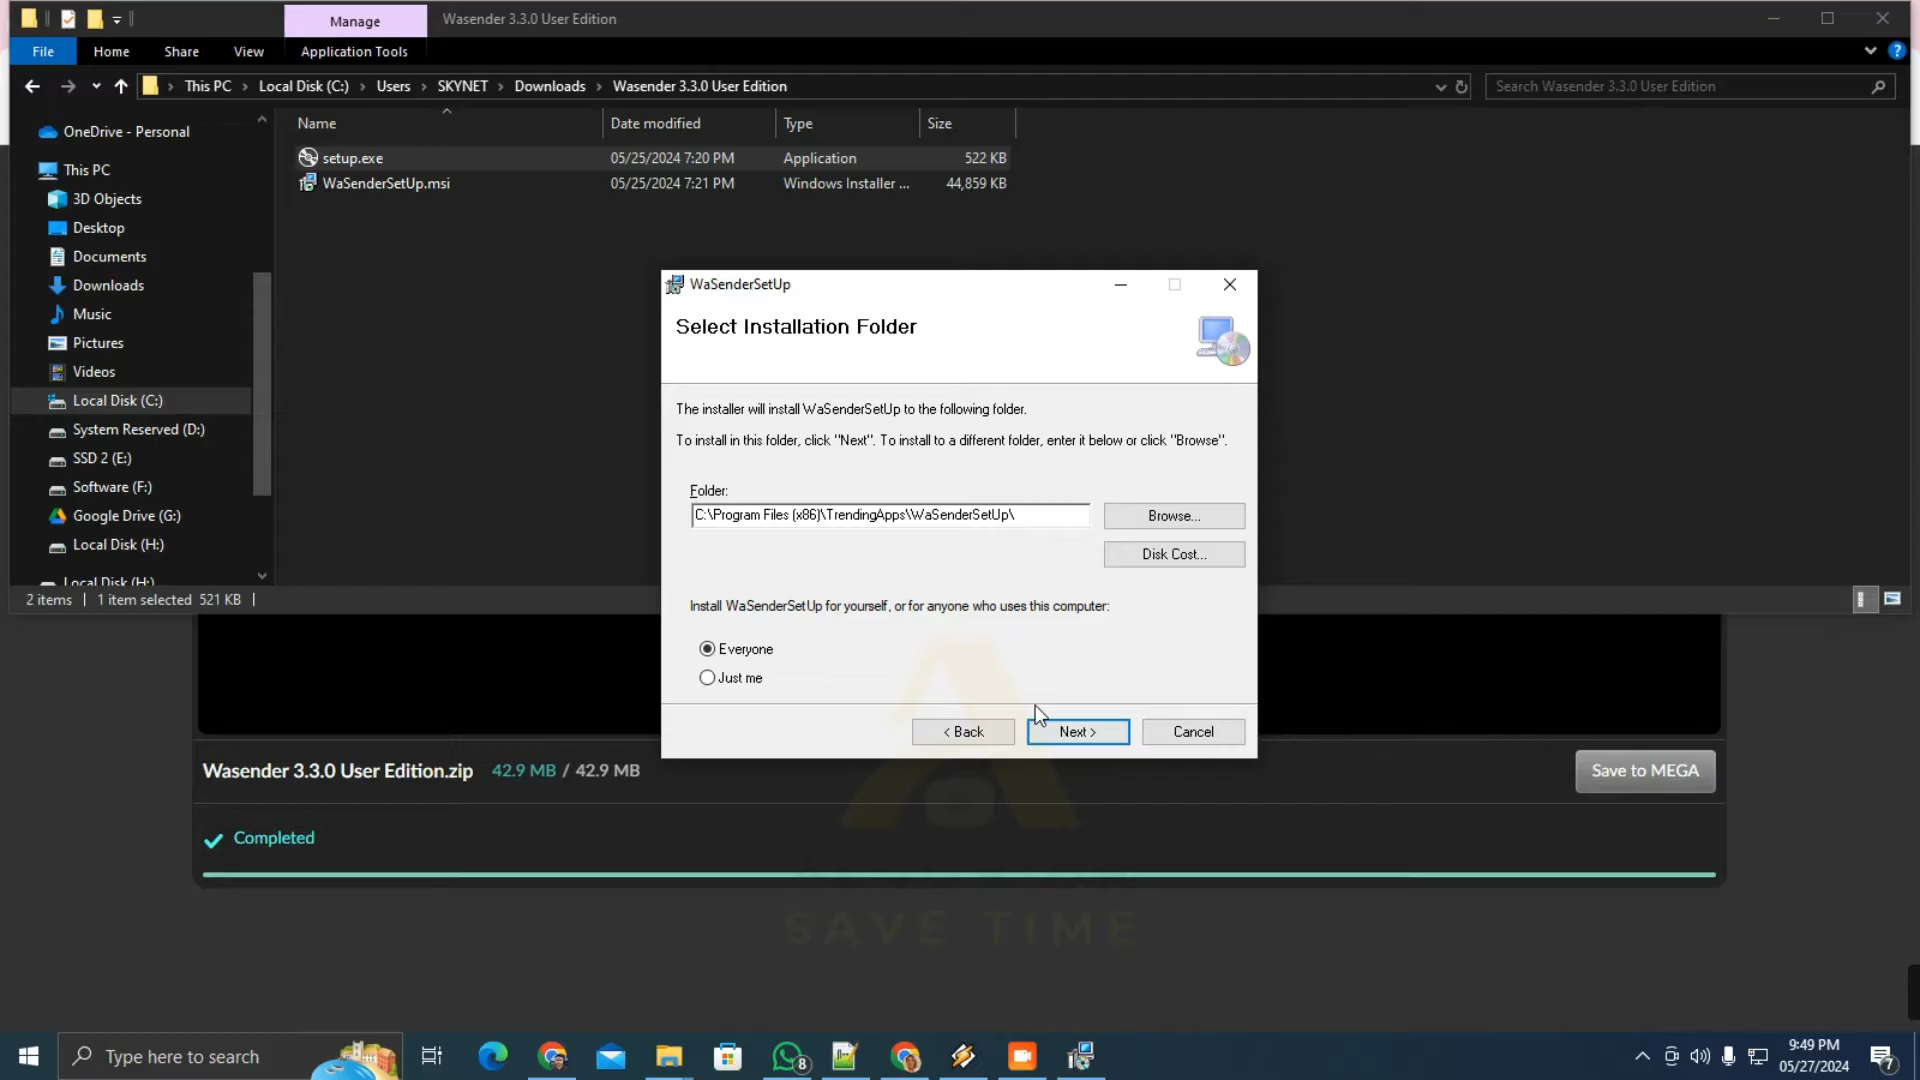 Manage
Wasender 3.3.0 User Edition
File
Home
Share
View
Application Tools
This PC
Local Disk (C:)
Users
SKYNET
Downloads
Wasender 3.3.0 User Edition
Search Wasender 3.3.0 User Edition
Name
Date modified
Type
Size
setup.exe
05/25/2024 7:20 PM
Application
522 KB
WaSenderSetUp.msi
05/25/2024 7:21 PM
Windows Installer ...
44,859 KB
OneDrive - Personal
This PC
3D Objects
Desktop
Documents
Downloads
Music
Pictures
Videos
Local Disk (C:)
System Reserved (D:)
SSD 2 (E:)
Software (F:)
Google Drive (G:)
Local Disk (H:)
Local Disk (H:)
2 items
1 item selected 521 KB
WaSenderSetUp
Select Installation Folder
The installer will install WaSenderSetUp to the following folder.
To install in this folder, click "Next". To install to a different folder, enter it below or click "Browse".
Folder:
C:\Program Files (x86)\TrendingApps\WaSenderSetUp\
Browse...
Disk Cost...
Install WaSenderSetUp for yourself, or for anyone who uses this computer:
Everyone
Just me
< Back
Next >
Cancel
Wasender 3.3.0 User Edition.zip
42.9 MB / 42.9 MB
Save to MEGA
Completed
SAVE TIME
Type here to search
8
9:49 PM
05/27/2024
7